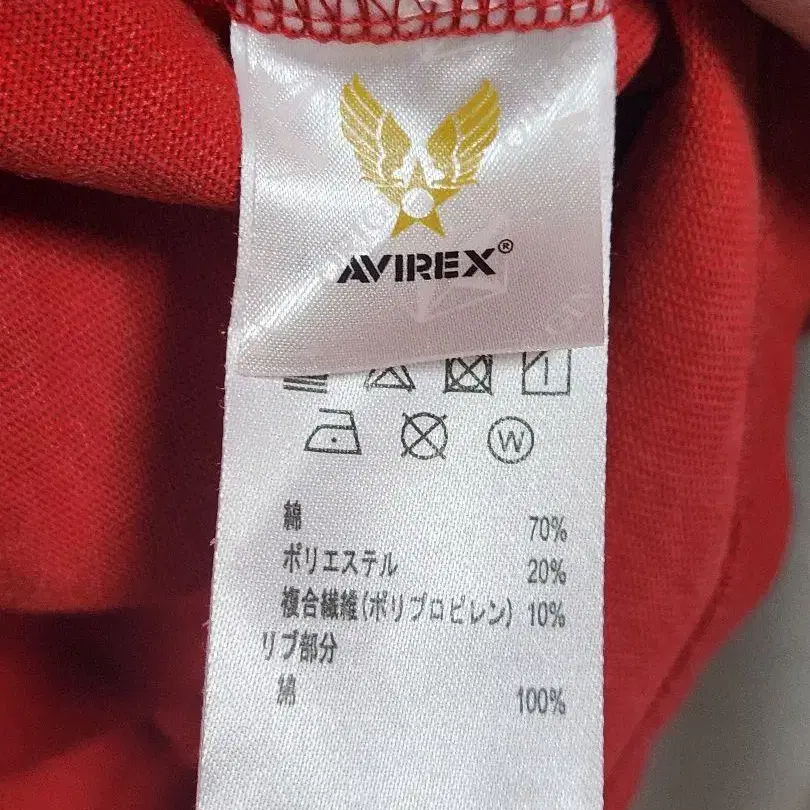 AVIREX®
W
綿 70%
ポリエステル 20%
複合繊維(ポリプロピレン) 10%
リブ部分
綿 100%